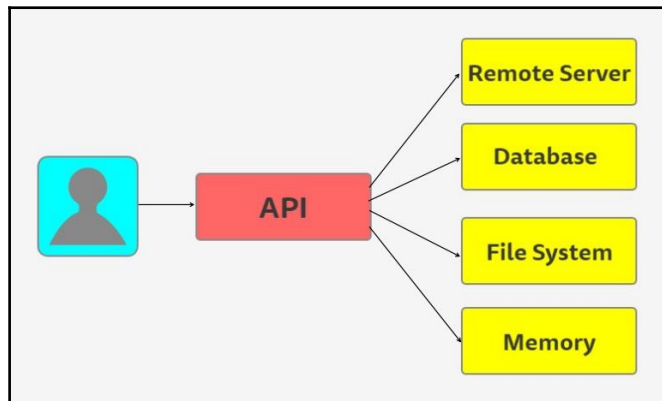 Remote Server
Database
API
File System
Memory